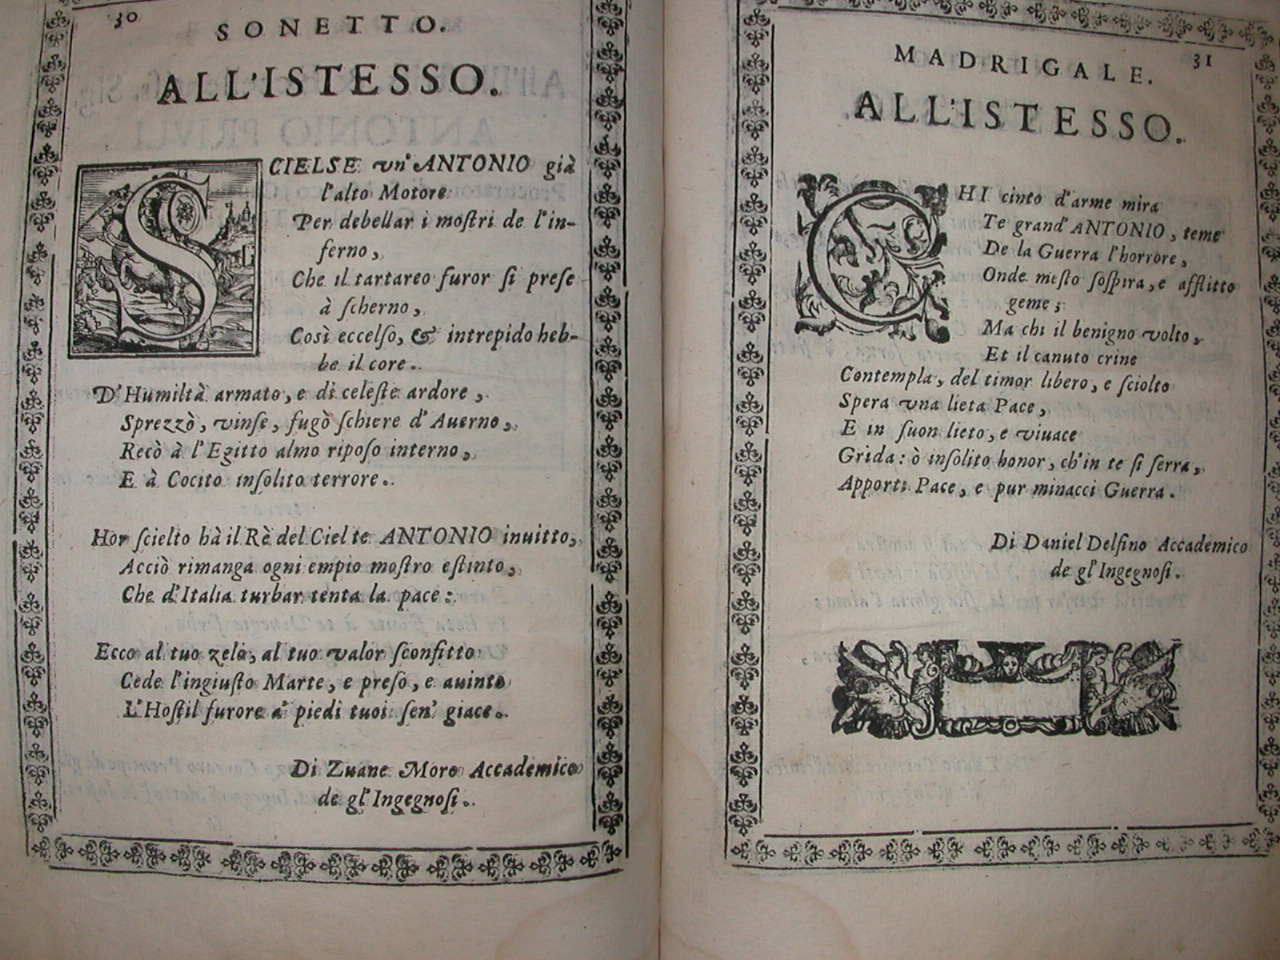 30
SONETTO.
ALL'ISTESSO.
SCIELSE vn' ANTONIO già
l'alto Motore
Per debellar i moſtri de l'in-
ferno,
Che il tartareo furor ſi preſe
à ſcherno,
Così eccelſo, & intrepido heb-
be il core.
D'Humiltà armato, e di celeſte ardore,
Sprezzò, vinſe, fugò ſchiere d'Auerno,
Recò à l'Egitto almo ripoſo interno,
E à Cocito inſolito terrore.
Hor ſcielto hà il Rè del Ciel te ANTONIO inuitto,
Acciò rimanga ogni empio moſtro eſtinto,
Che d'Italia turbar tenta la pace:
Ecco al tuo zelo, al tuo valor ſconfitto
Cede l'ingiuſto Marte, e preſo, e auinto
L'Hoſtil furore a' piedi tuoi ſen' giace.
Di Zuane Moro Accademico
de gl'Ingegnoſi.
31
MADRIGALE.
ALL'ISTESSO.
CHI cinto d'arme mira
Te grand' ANTONIO, teme
De la Guerra l'horrore,
Onde meſto ſoſpira, e afflitto
geme;
Ma chi il benigno volto,
Et il canuto crine
Contempla, del timor libero, e ſciolto
Spera vna lieta Pace,
E in ſuon lieto, e viuace
Grida: ò inſolito honor, ch'in te ſi ſerra,
Apporti Pace, e pur minacci Guerra.
Di Daniel Delfino Accademico
de gl'Ingegnoſi.